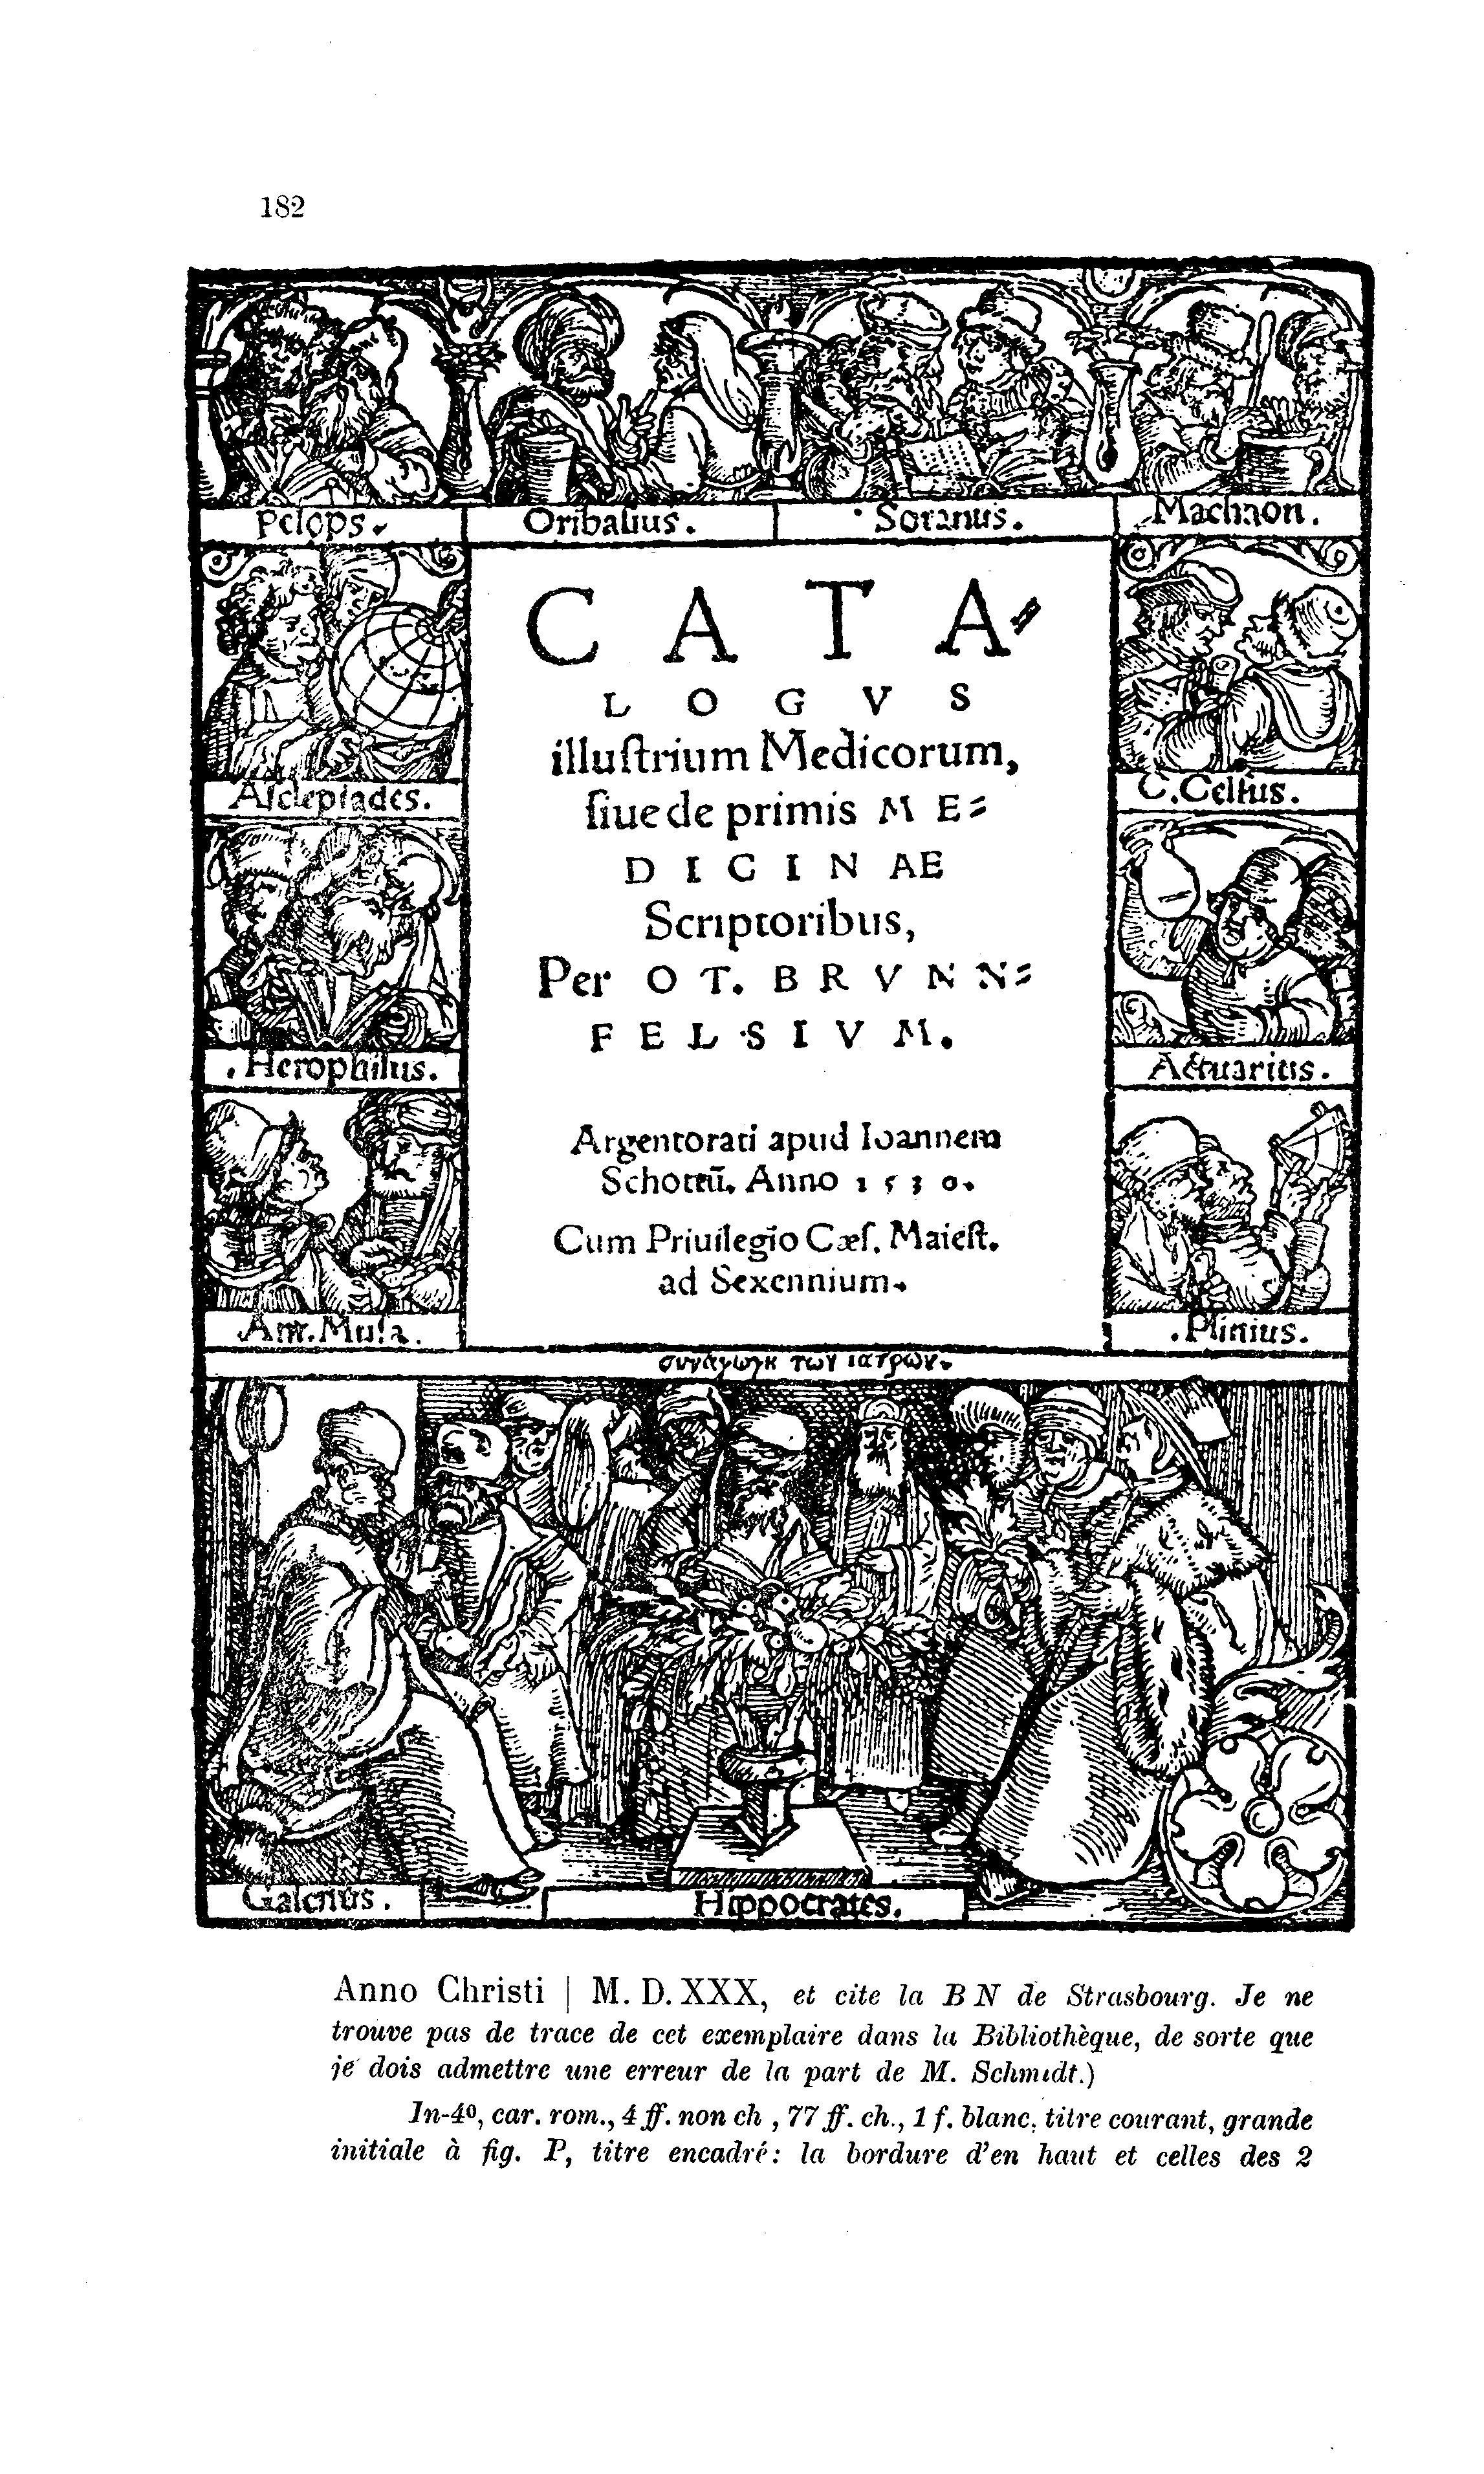 182
Pelops.
Oribasius.
Soranus.
Machaon.
CATA-
LOGVS
illuſtrium Medicorum,
ſiue de primis ME-
DICINAE
Scriptoribus,
Per OT. BRVNN-
FELSIVM.
Argentorati apud Ioannem
Schottū. Anno 1530.
Cum Priuilegio Cæſ. Maieſt.
ad Sexennium.
Aſclepiades.
.Herophilus.
.Ant.Muſa.
C.Celſus.
Actuarius.
.Plinius.
συναγωγη των ιατρων.
Galenus.
Hippocrates.
Anno Christi | M. D. XXX, et cite la BN de Strasbourg. Je ne
trouve pas de trace de cet exemplaire dans la Bibliothèque, de sorte que
je dois admettre une erreur de la part de M. Schmidt.)
In-4º, car. rom., 4 ff. non ch , 77 ff. ch., 1 f. blanc, titre courant, grande
initiale à fig. P, titre encadré: la bordure d'en haut et celles des 2